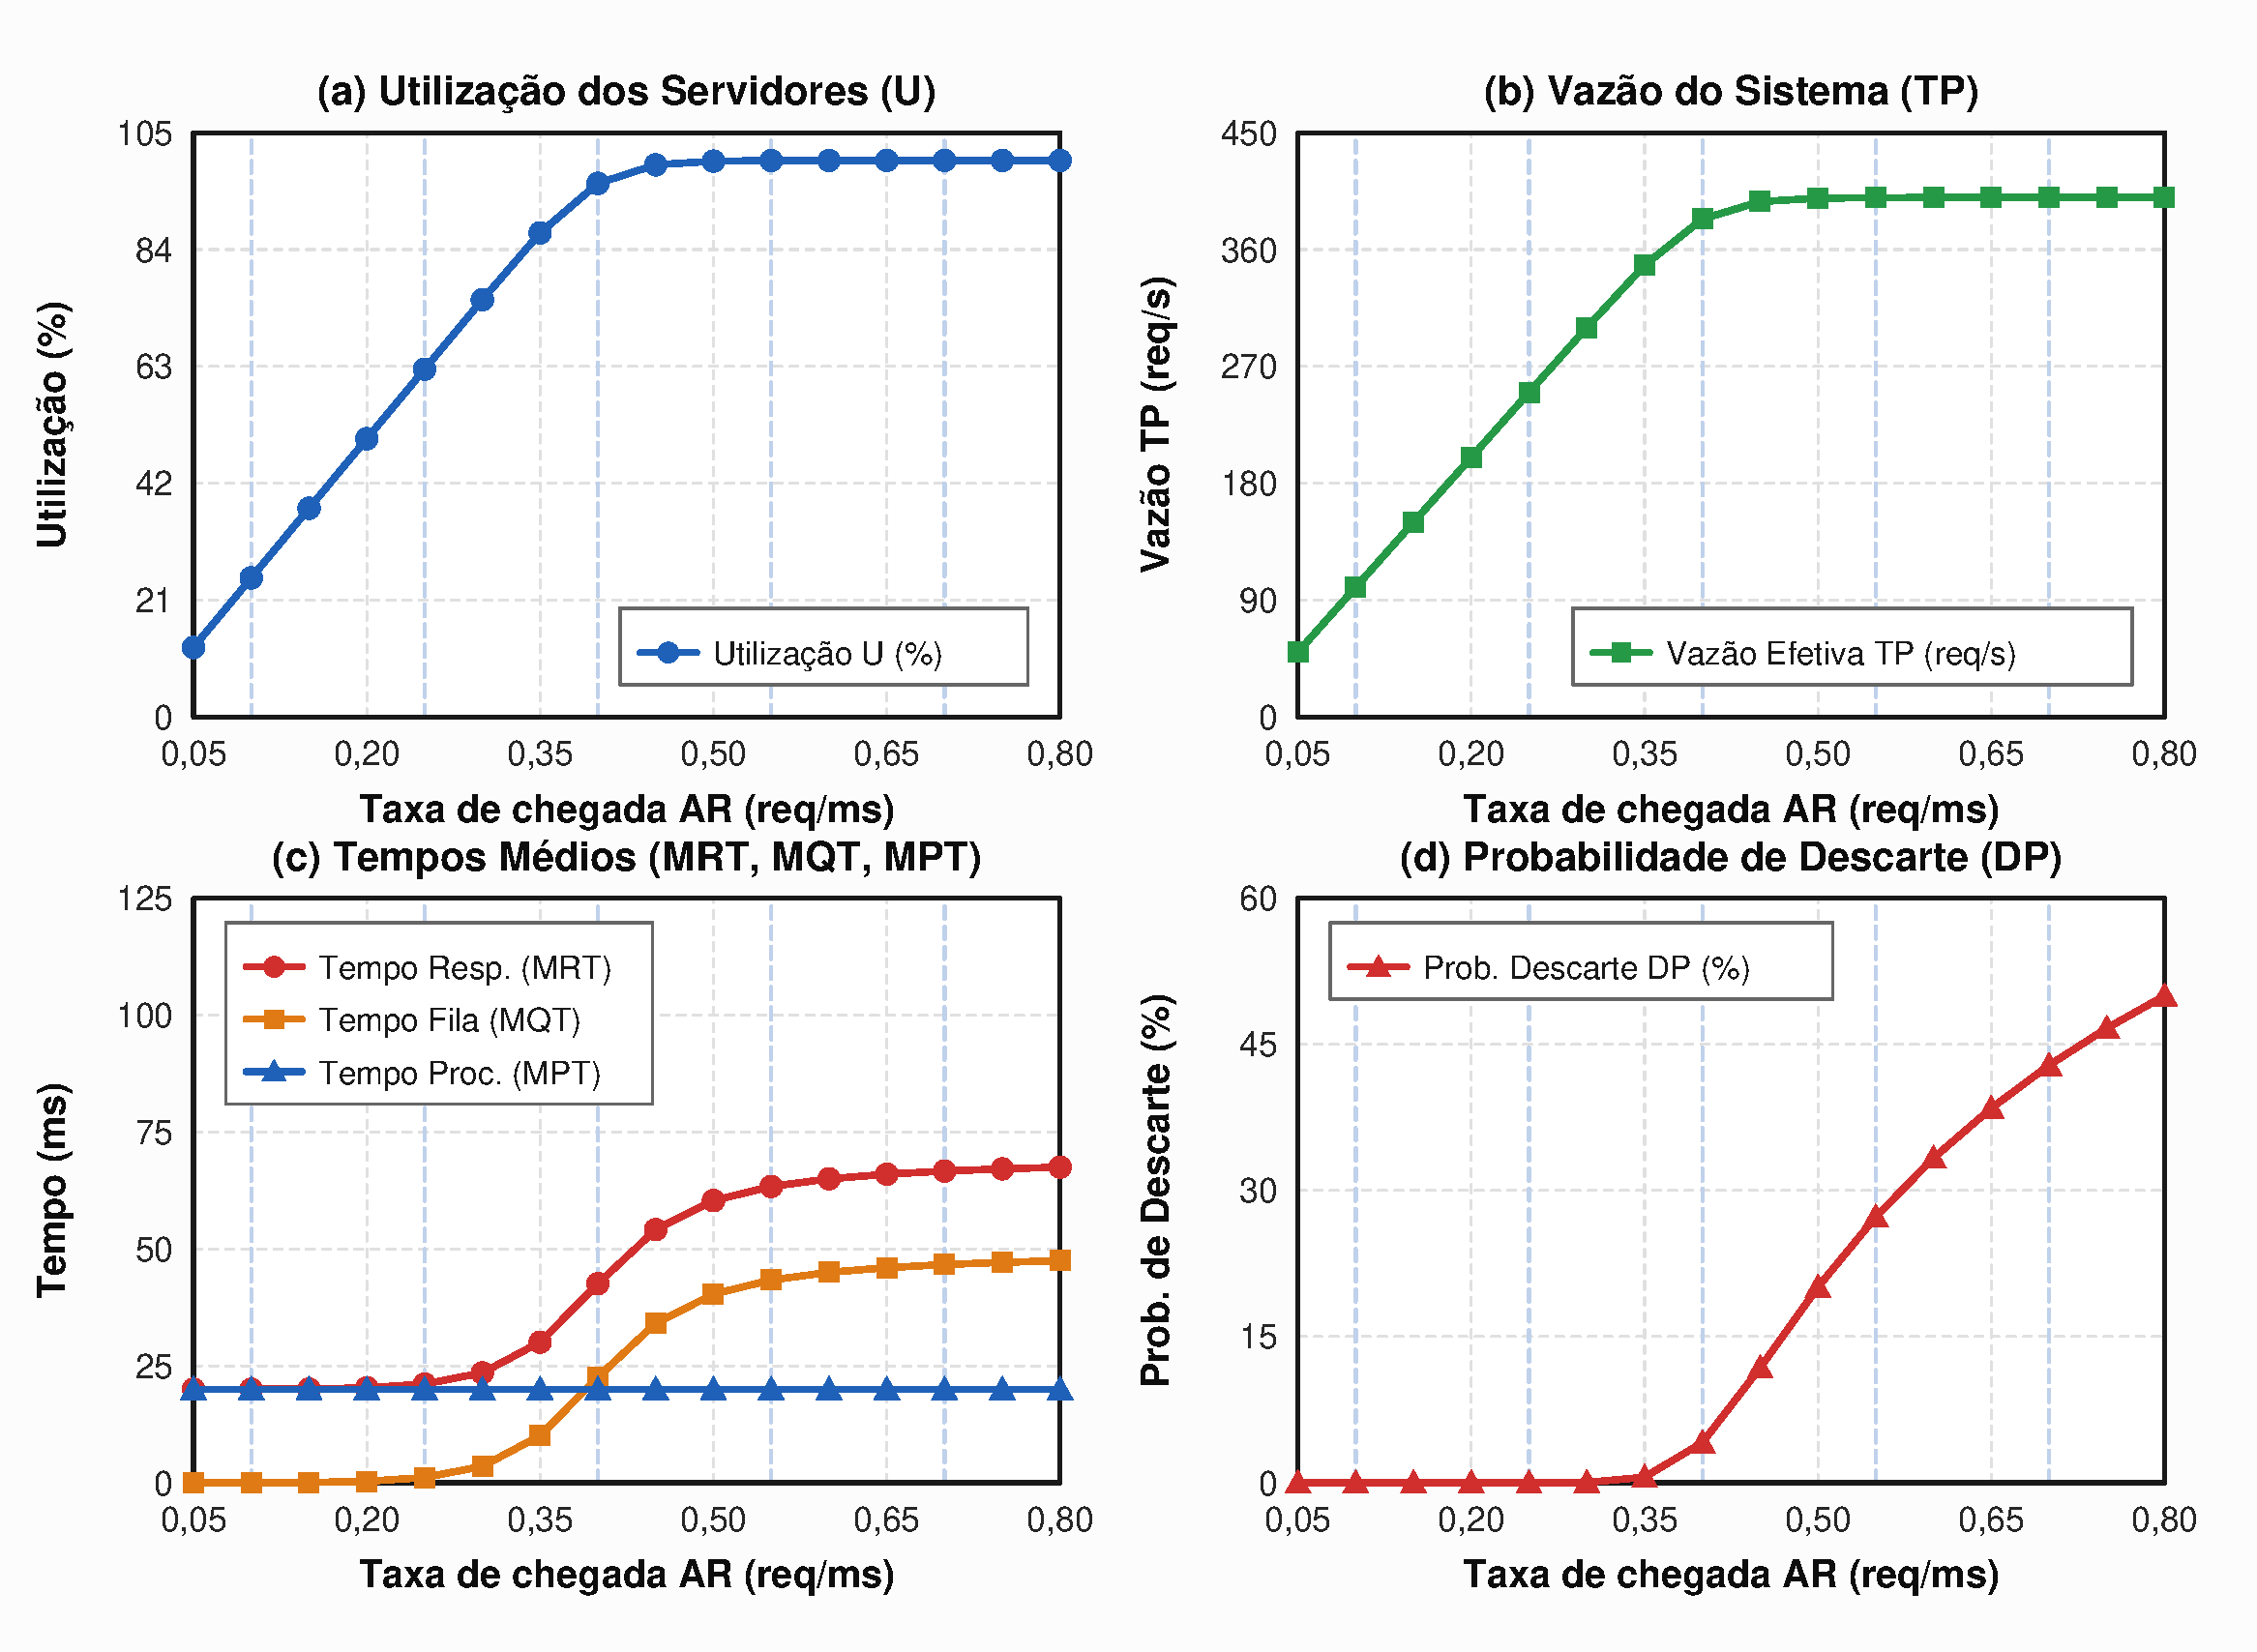 (a) Utilização dos Servidores (U)
105
84
63
42
21
0
Utilização (%)
Utilização U (%)
0,05 0,20 0,35 0,50 0,65 0,80
Taxa de chegada AR (req/ms)
(b) Vazão do Sistema (TP)
450
360
270
180
90
0
Vazão TP (req/s)
Vazão Efetiva TP (req/s)
0,05 0,20 0,35 0,50 0,65 0,80
Taxa de chegada AR (req/ms)
(c) Tempos Médios (MRT, MQT, MPT)
125
100
75
50
25
0
Tempo (ms)
Tempo Resp. (MRT)
Tempo Fila (MQT)
Tempo Proc. (MPT)
0,05 0,20 0,35 0,50 0,65 0,80
Taxa de chegada AR (req/ms)
(d) Probabilidade de Descarte (DP)
60
45
30
15
0
Prob. de Descarte (%)
Prob. Descarte DP (%)
0,05 0,20 0,35 0,50 0,65 0,80
Taxa de chegada AR (req/ms)